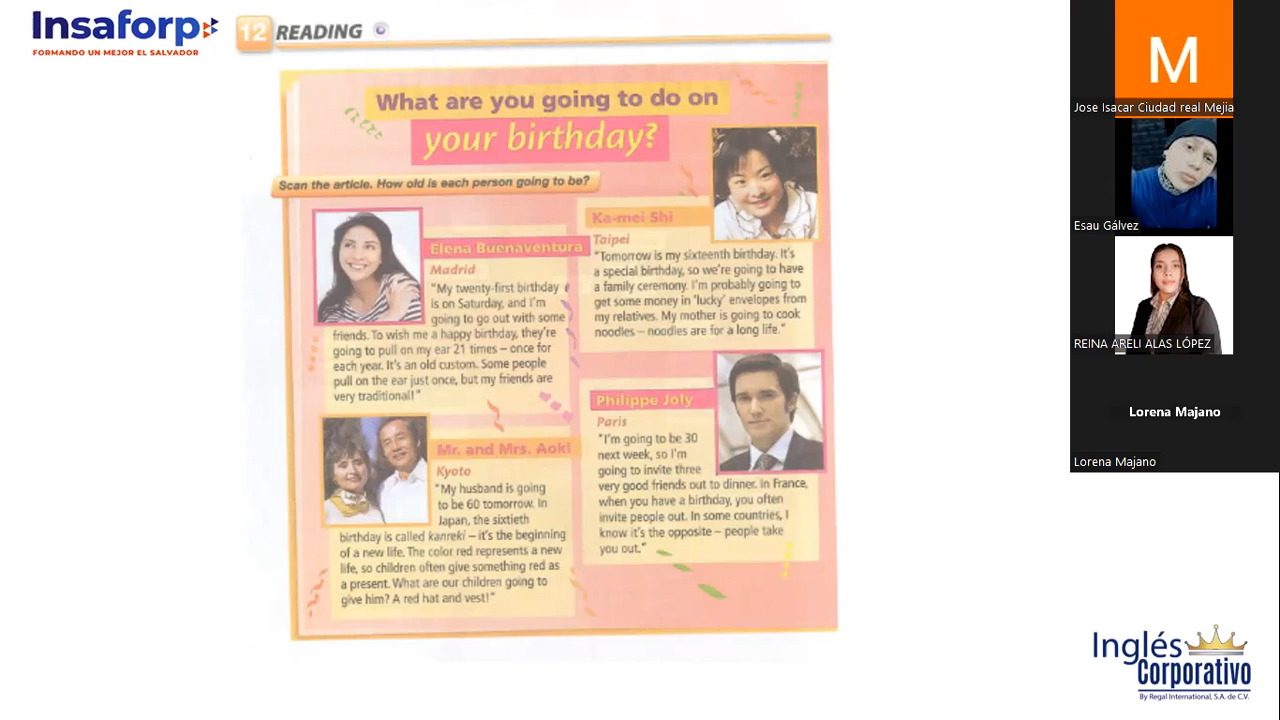 Insaforp
FORMANDO UN MEJOR EL SALVADOR
12 READING
What are you going to do on
your birthday?
Scan the article. How old is each person going to be?
Elena Buenaventura
Madrid
"My twenty-first birthday
is on Saturday, and I'm
going to go out with some
friends. To wish me a happy birthday, they're
going to pull on my ear 21 times – once for
each year. It's an old custom. Some people
pull on the ear just once, but my friends are
very traditional!"
Mr. and Mrs. Aoki
Kyoto
"My husband is going
to be 60 tomorrow. In
Japan, the sixtieth
birthday is called kanreki – it's the beginning
of a new life. The color red represents a new
life, so children often give something red as
a present. What are our children going to
give him? A red hat and vest!"
Ka-mei Shi
Taipei
"Tomorrow is my sixteenth birthday. It's
a special birthday, so we're going to have
a family ceremony. I'm probably going to
get some money in 'lucky' envelopes from
my relatives. My mother is going to cook
noodles – noodles are for a long life."
Philippe Joly
Paris
"I'm going to be 30
next week, so I'm
going to invite three
very good friends out to dinner. In France,
when you have a birthday, you often
invite people out. In some countries, I
know it's the opposite – people take
you out."
M
Jose Isacar Ciudad real Mejia
Esau Gálvez
REINA ARELI ALAS LÓPEZ
Lorena Majano
Lorena Majano
Inglés
Corporativo
By Regal International, S.A. de C.V.